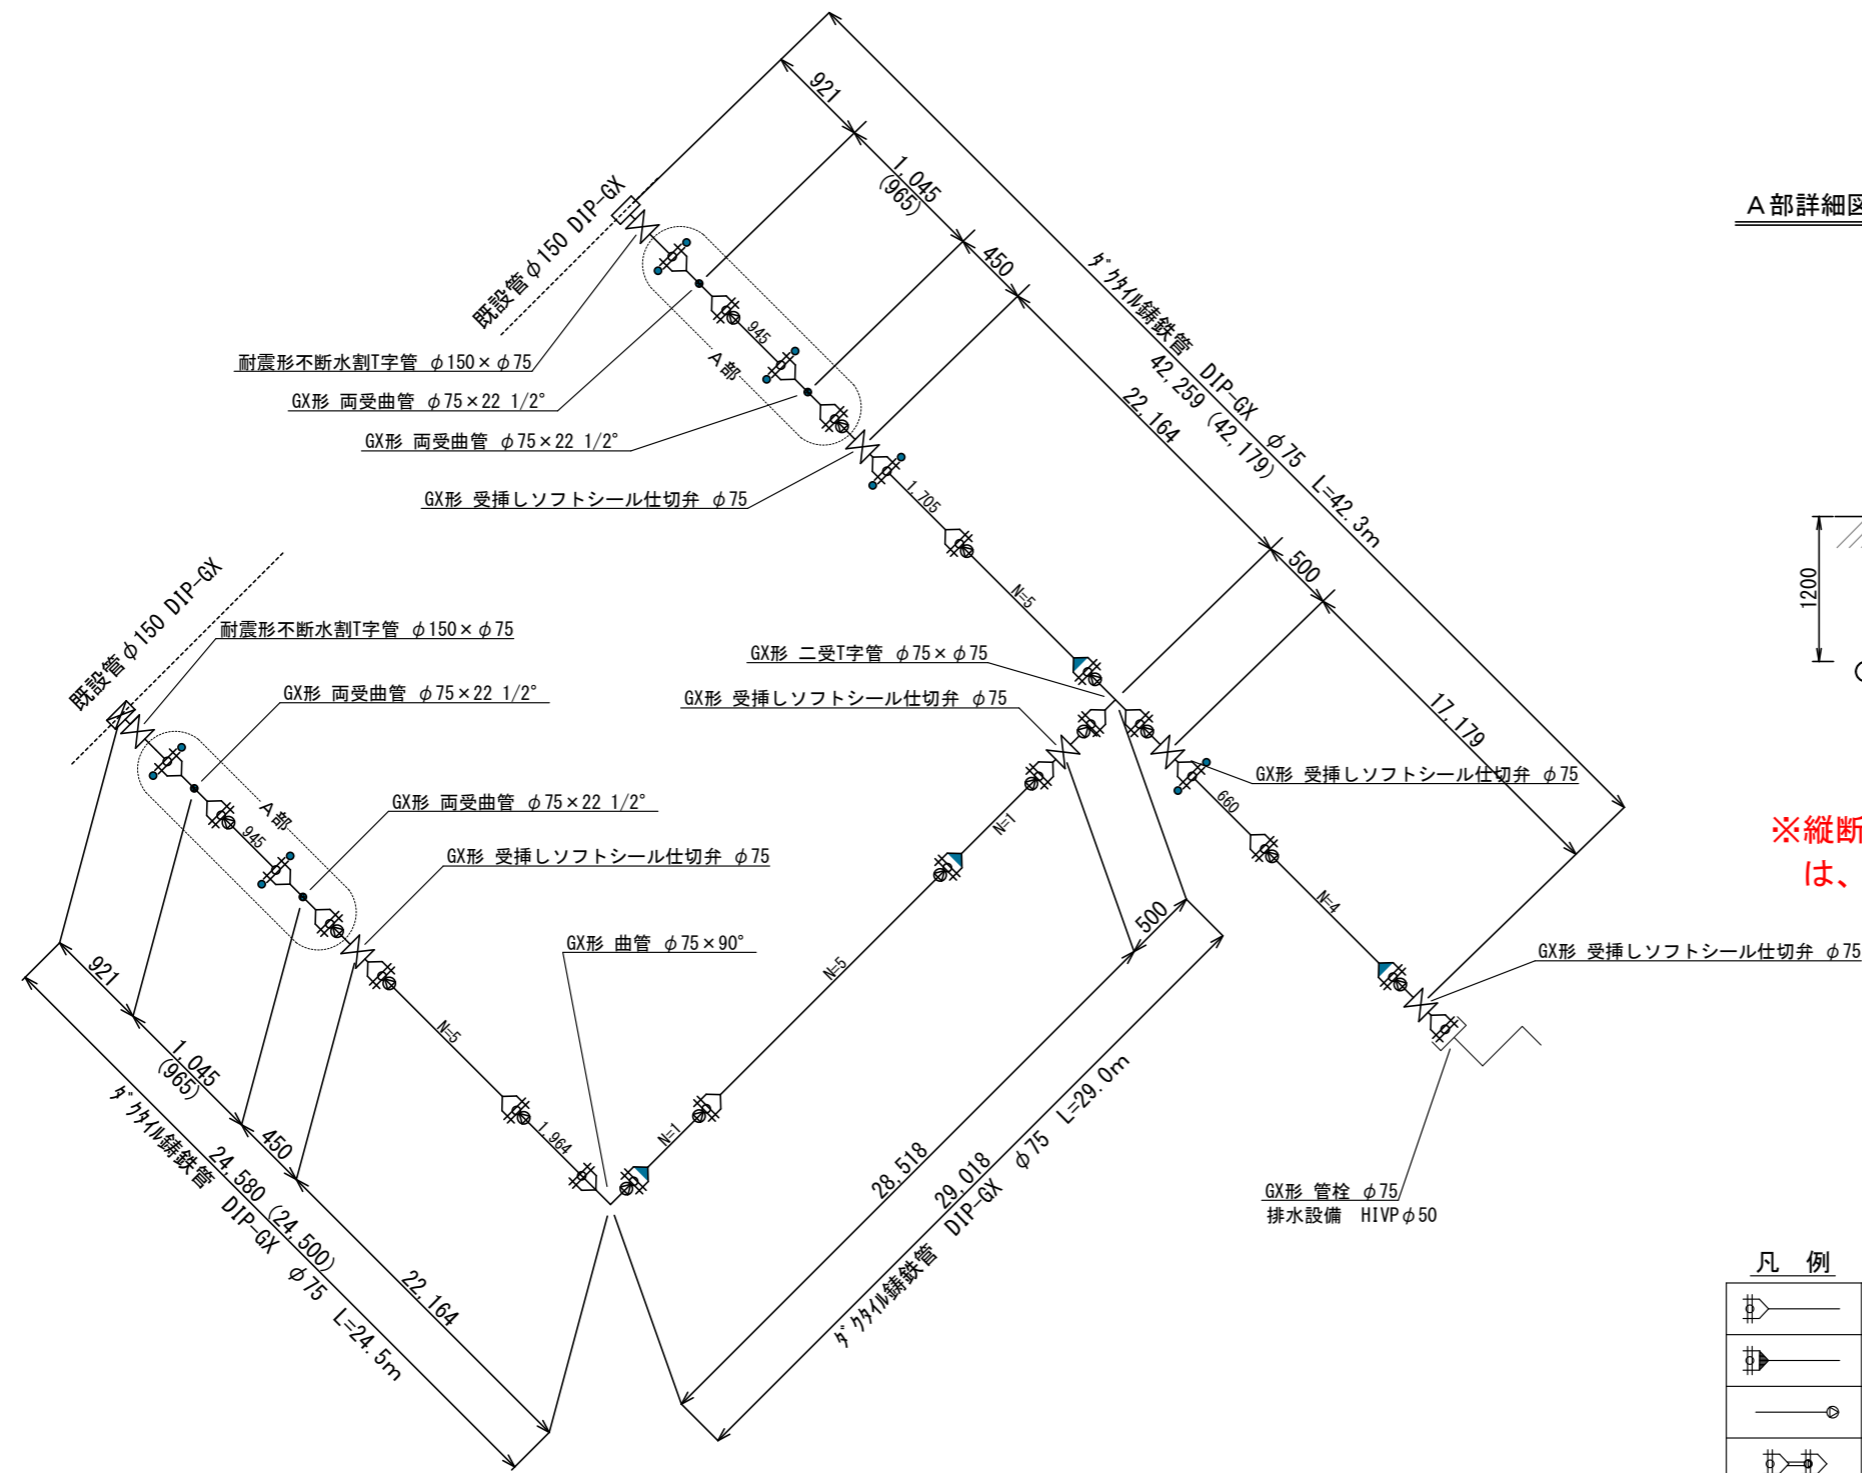 921
1,045
(965)
450
ダクタイル鋳鉄管 DIP-GX φ75 L=42.3m
42,259 (42,179)
22,164
500
17,179
A部詳細図
既設管φ150 DIP-GX
945
A部
耐震形不断水割T字管 φ150×φ75
GX形 両受曲管 φ75×22 1/2°
GX形 両受曲管 φ75×22 1/2°
GX形 受挿しソフトシール仕切弁 φ75
1,705
N=5
1200
既設管φ150 DIP-GX
耐震形不断水割T字管 φ150×φ75
GX形 両受曲管 φ75×22 1/2°
GX形 二受T字管 φ75×φ75
GX形 受挿しソフトシール仕切弁 φ75
GX形 受挿しソフトシール仕切弁 φ75
660
N=4
※縦断
は、
945
A部
GX形 両受曲管 φ75×22 1/2°
GX形 受挿しソフトシール仕切弁 φ75
N=1
GX形 曲管 φ75×90°
N=5
500
GX形 受挿しソフトシール仕切弁 φ75
921
1,045
(965)
450
N=5
1,964
N=1
28,518
29,018
ダクタイル鋳鉄管 DIP-GX φ75 L=29.0m
24,580 (24,500)
ダクタイル鋳鉄管 DIP-GX φ75 L=24.5m
22,164
GX形 管栓 φ75
排水設備 HIVPφ50
凡 例